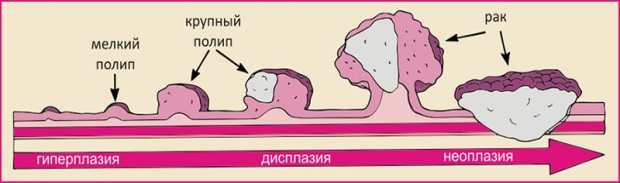 мелкий
полип
крупный
полип
рак
гиперплазия
дисплазия
неоплазия